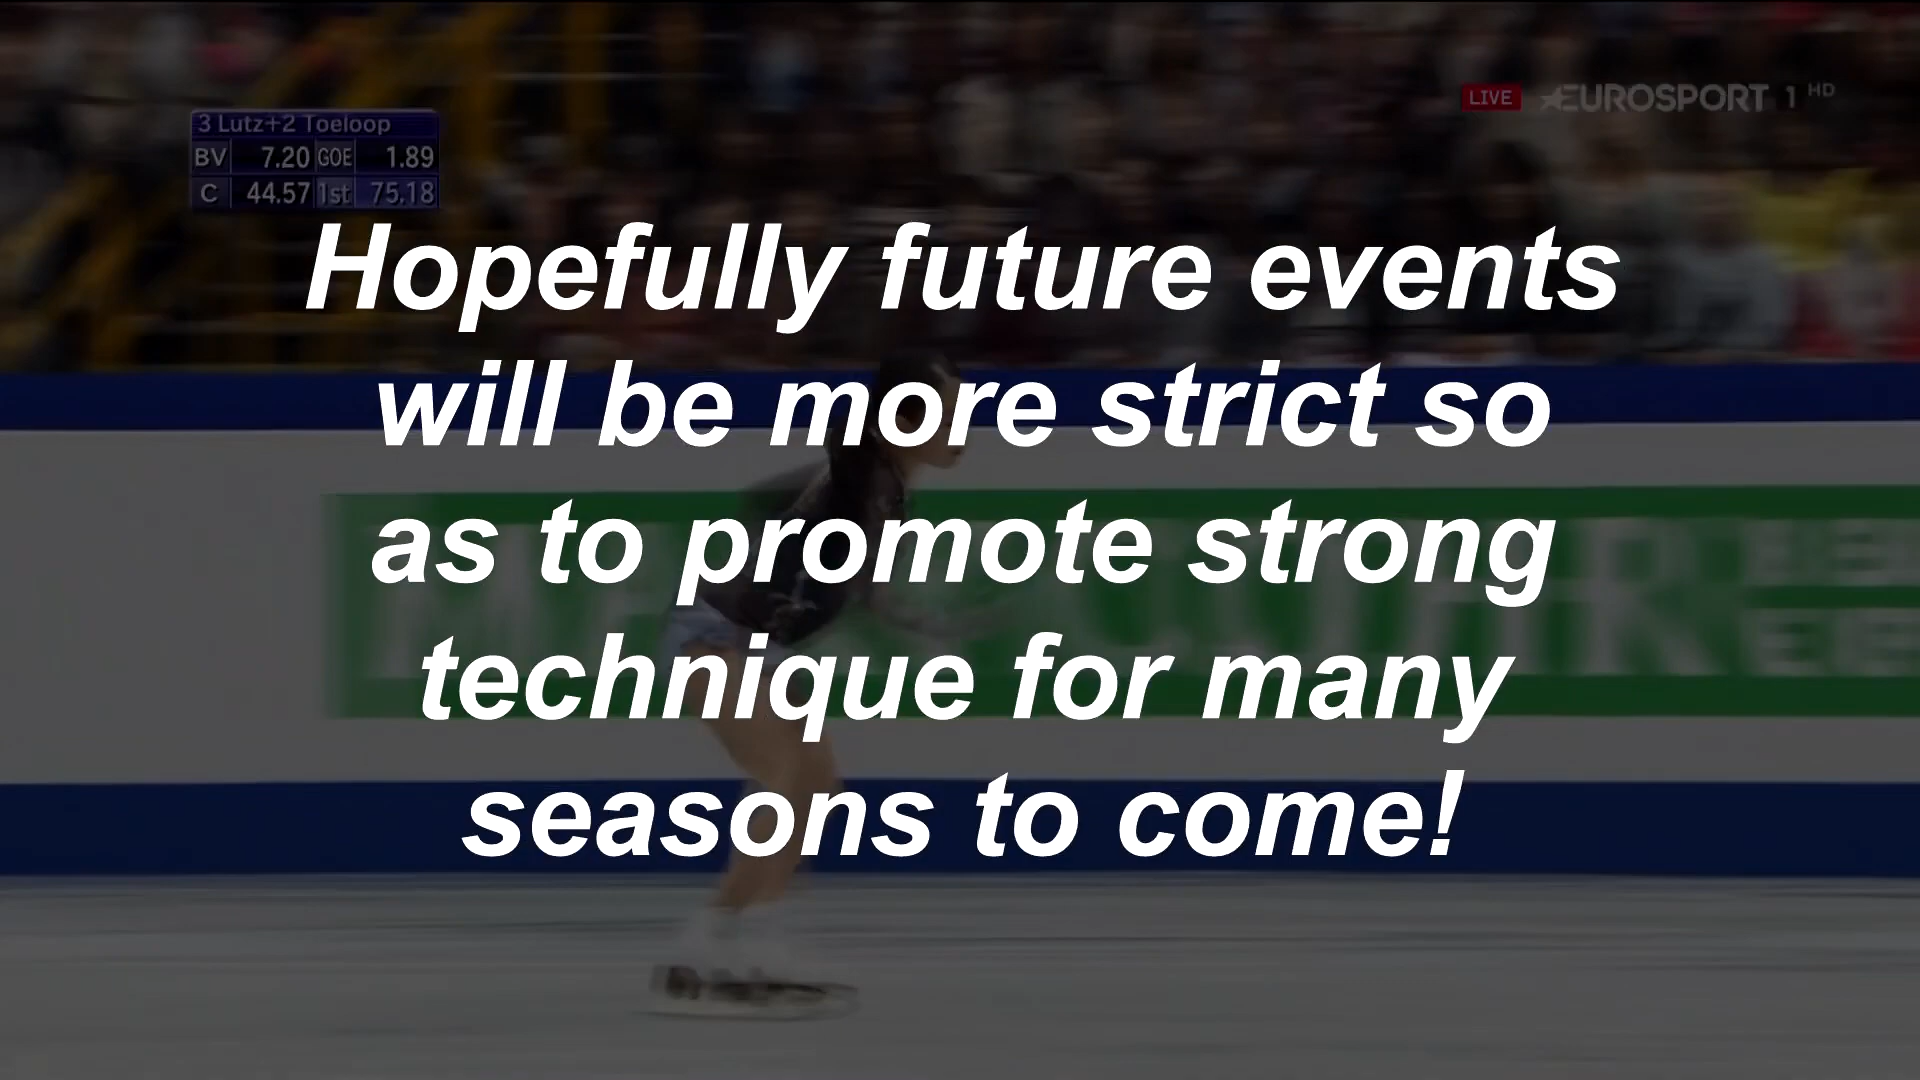 3 Lutz+2 Toeloop
BV 7.20 GOE 1.89
C 44.57 1st 75.18
LIVE EUROSPORT 1 HD
Hopefully future events
will be more strict so
as to promote strong
technique for many
seasons to come!